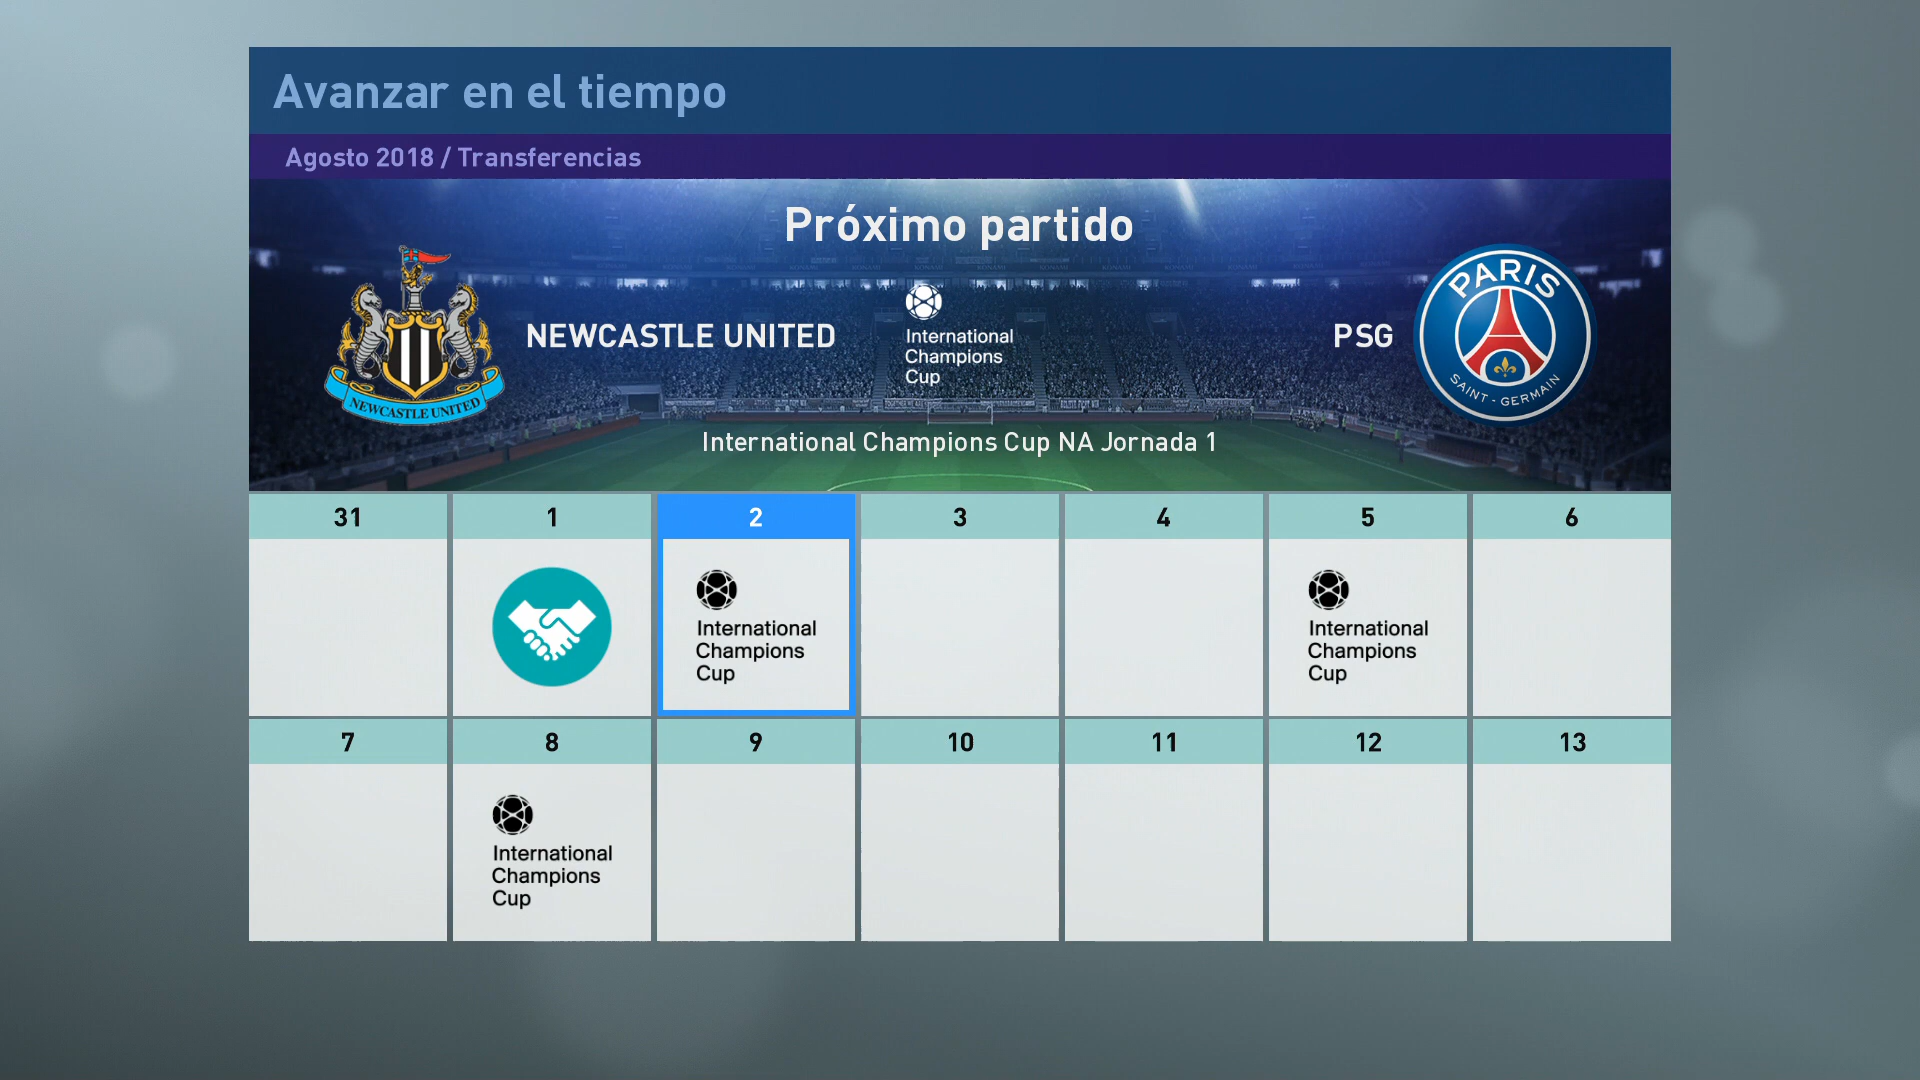 Avanzar en el tiempo
Agosto 2018 / Transferencias
Próximo partido
NEWCASTLE UNITED
NEWCASTLE UNITED
International
Champions
Cup
PSG
PARIS
SAINT - GERMAIN
International Champions Cup NA Jornada 1
31 1 2 3 4 5 6
International
Champions
Cup
International
Champions
Cup
7 8 9 10 11 12 13
International
Champions
Cup